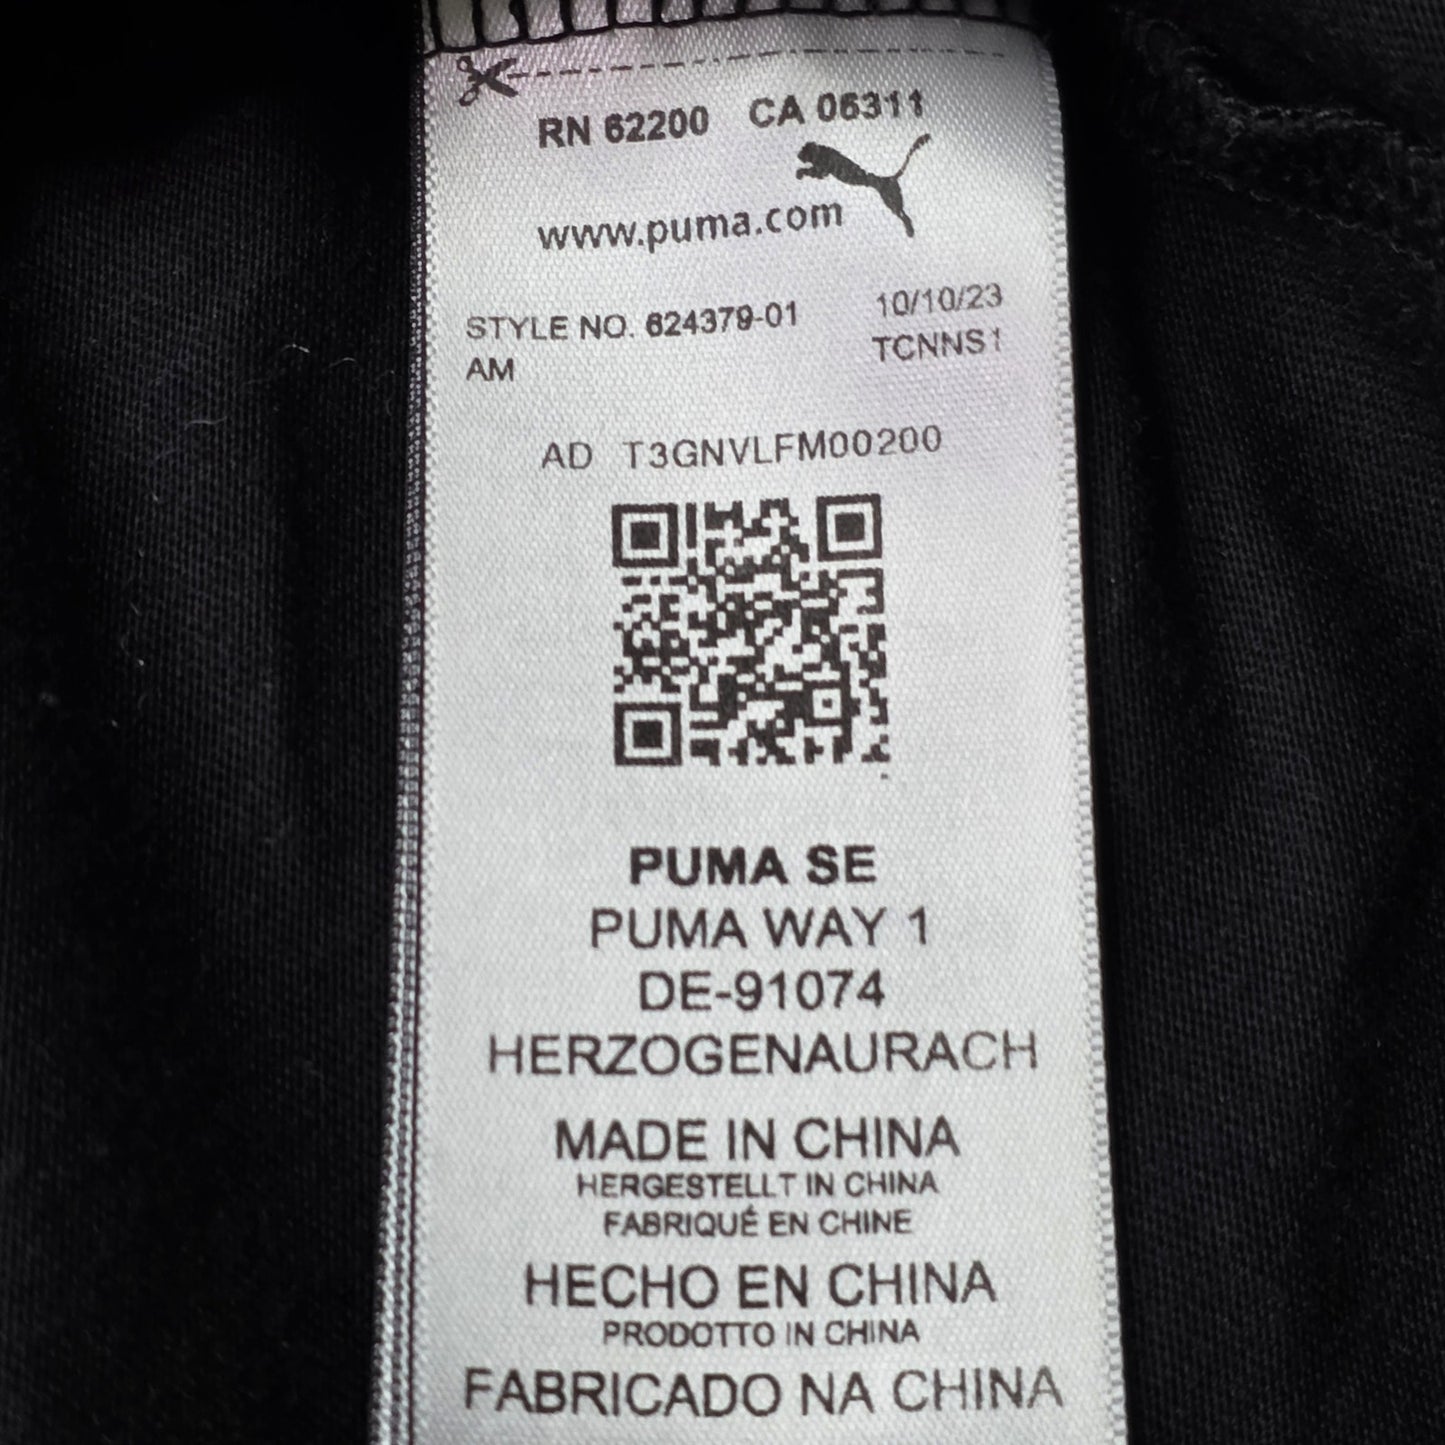 RN 62200 CA 06311
www.puma.com
STYLE NO. 624379-01 10/10/23
AM TCNNS1
AD T3GNVLFM00200
PUMA SE
PUMA WAY 1
DE-91074
HERZOGENAURACH
MADE IN CHINA
HERGESTELLT IN CHINA
FABRIQUÉ EN CHINE
HECHO EN CHINA
PRODOTTO IN CHINA
FABRICADO NA CHINA